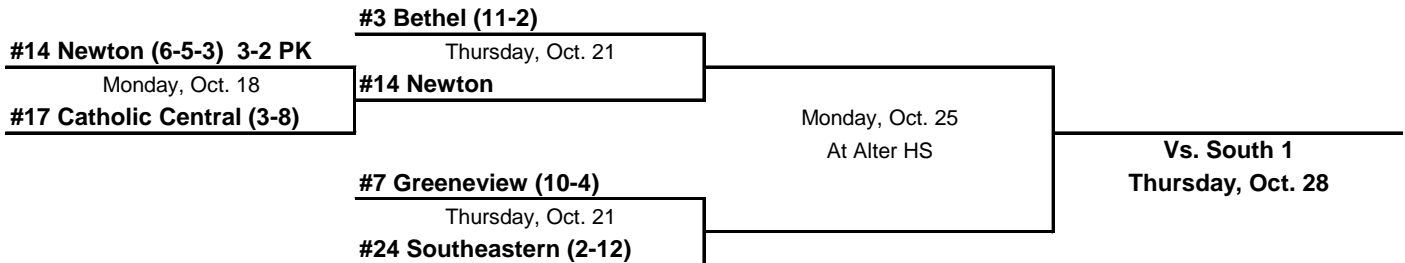 #3 Bethel (11-2)
#14 Newton (6-5-3)  3-2 PK
Thursday, Oct. 21
Monday, Oct. 18
#14 Newton
#17 Catholic Central (3-8)
Monday, Oct. 25
At Alter HS
Vs. South 1
Thursday, Oct. 28
#7 Greeneview (10-4)
Thursday, Oct. 21
#24 Southeastern (2-12)